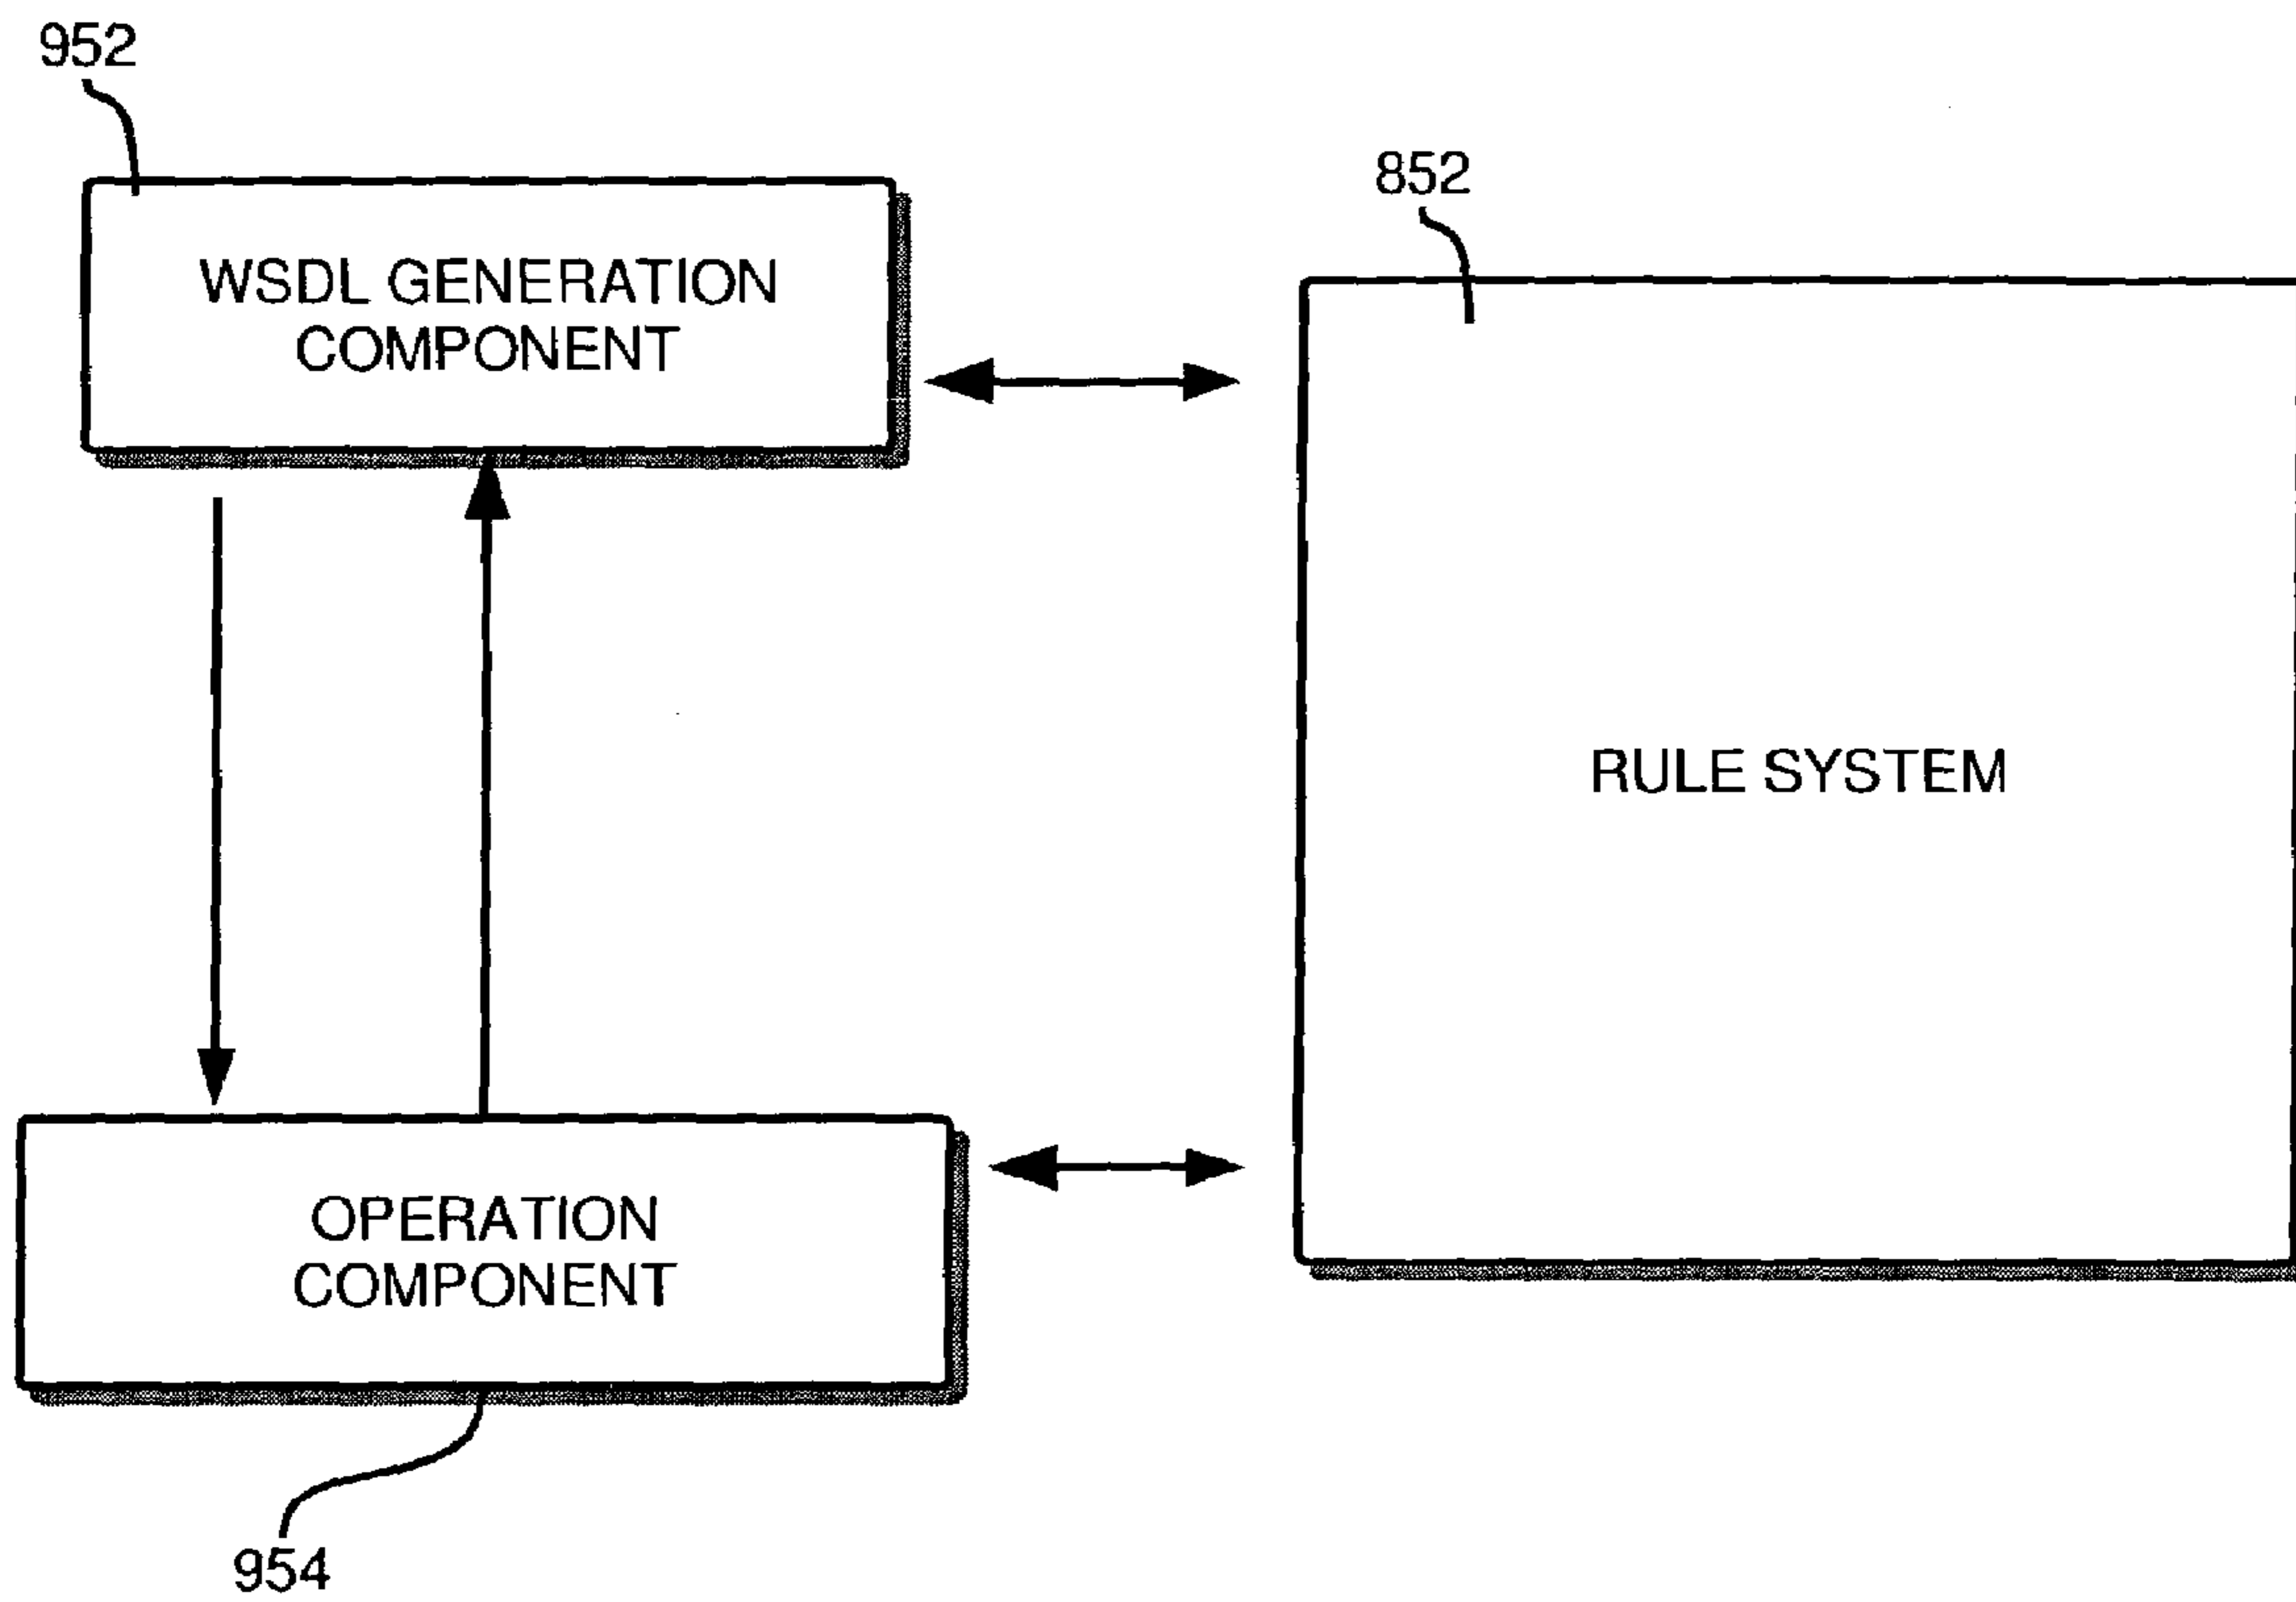 952
WSDL GENERATION
COMPONENT
852
RULE SYSTEM
OPERATION
COMPONENT
954